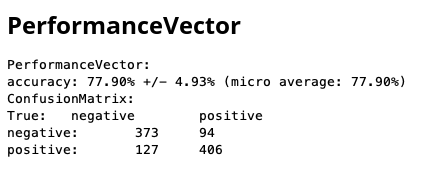 PerformanceVector
PerformanceVector:
accuracy: 77.90% +/- 4.93% (micro average: 77.90%)
ConfusionMatrix:
True: negative positive
negative: 373 94
positive: 127 406